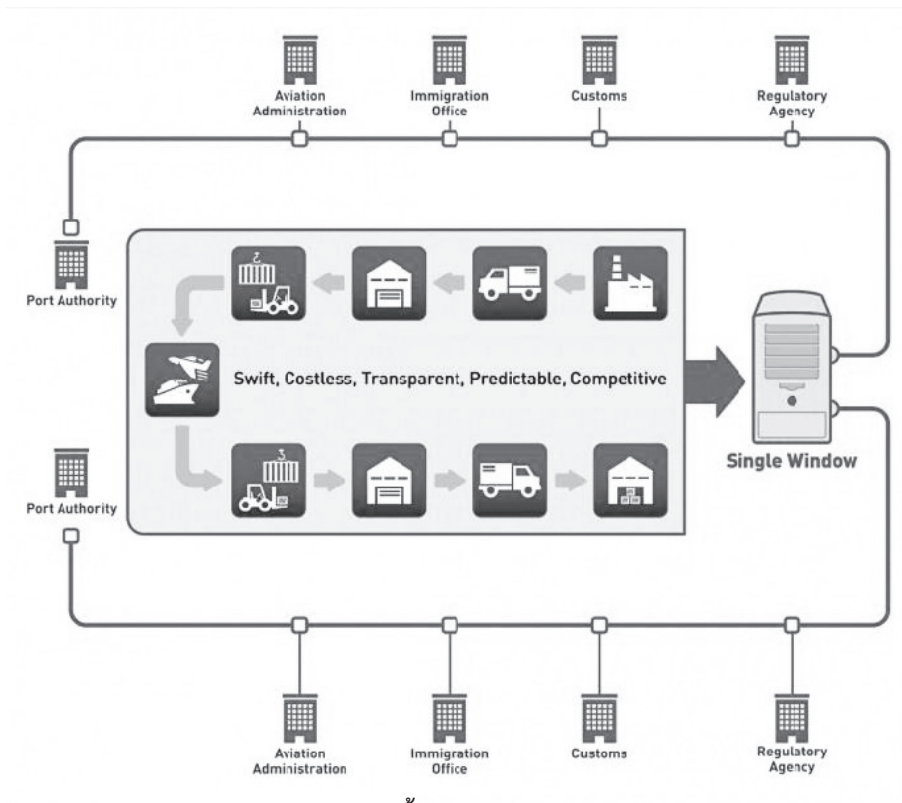 Aviation
Administration
Immigration
Office
Customs
Regulatory
Agency
Port Authority
Swift, Costless, Transparent, Predictable, Competitive
Single Window
Port Authority
Aviation
Administration
Immigration
Office
Customs
Regulatory
Agency